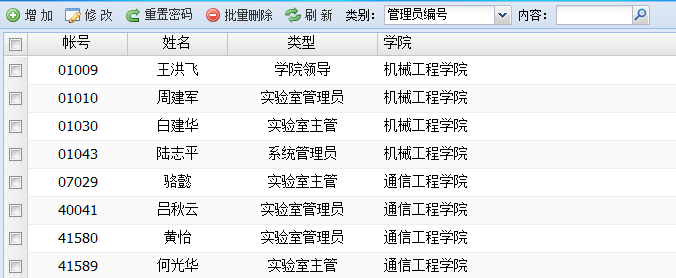 增 加 修 改 重置密码 批量删除 刷 新 类别: 管理员编号 内容:
帐号 姓名 类型 学院
01009 王洪飞 学院领导 机械工程学院
01010 周建军 实验室管理员 机械工程学院
01030 白建华 实验室主管 机械工程学院
01043 陆志平 系统管理员 机械工程学院
07029 骆懿 实验室主管 通信工程学院
40041 吕秋云 实验室管理员 通信工程学院
41580 黄怡 实验室管理员 通信工程学院
41589 何光华 实验室主管 通信工程学院